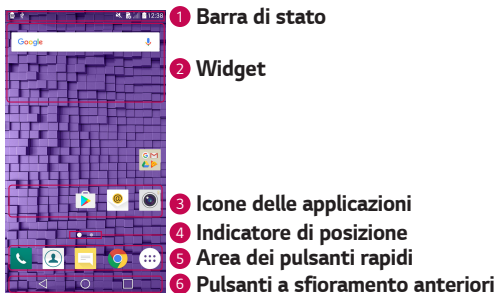 12:38
1 Barra di stato
Google
2 Widget
G M
@
3 Icone delle applicazioni
4 Indicatore di posizione
5 Area dei pulsanti rapidi
6 Pulsanti a sfioramento anteriori